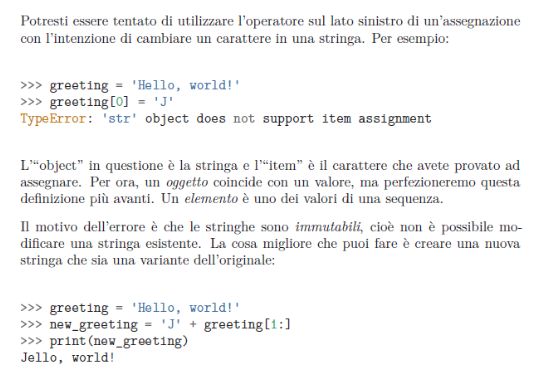 Potresti essere tentato di utilizzare l'operatore sul lato sinistro di un'assegnazione
con l'intenzione di cambiare un carattere in una stringa. Per esempio:
>>> greeting = 'Hello, world!'
>>> greeting[0] = 'J'
TypeError: 'str' object does not support item assignment
L'“object” in questione è la stringa e l'“item” è il carattere che avete provato ad
assegnare. Per ora, un oggetto coincide con un valore, ma perfezioneremo questa
definizione più avanti. Un elemento è uno dei valori di una sequenza.
Il motivo dell'errore è che le stringhe sono immutabili, cioè non è possibile mo-
dificare una stringa esistente. La cosa migliore che puoi fare è creare una nuova
stringa che sia una variante dell'originale:
>>> greeting = 'Hello, world!'
>>> new_greeting = 'J' + greeting[1:]
>>> print(new_greeting)
Jello, world!